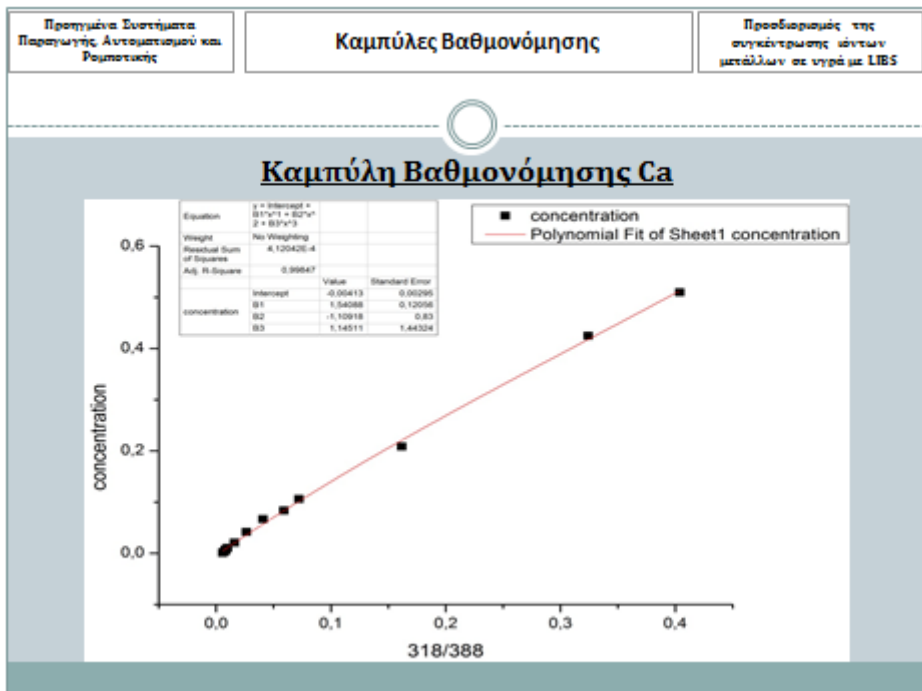 Προηγμένα Συστήματα
Παραγωγής, Αυτοματισμού και
Ρομποτικής
Καμπύλες Βαθμονόμησης
Προσδιορισμός της
συγκέντρωσης ιόντων
μετάλλων σε υγρά με LIBS
Καμπύλη Βαθμονόμησης Ca
Equation y = Intercept +
B1*x^1 + B2*x^
2 + B3*x^3
Weight No Weighting
Residual Sum
of Squares 4,12042E-4
Adj. R-Square 0,99847
Value Standard Error
concentration Intercept -0,00413 0,00295
B1 1,54088 0,12056
B2 -1,10918 0,83
B3 1,14511 1,44324
concentration
Polynomial Fit of Sheet1 concentration
0,6
0,4
0,2
0,0
concentration
0,0 0,1 0,2 0,3 0,4
318/388